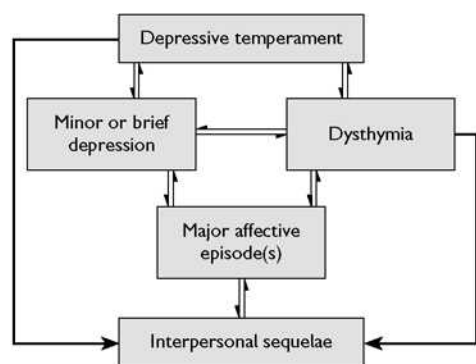 Depressive temperament
Minor or brief
depression
Dysthymia
Major affective
episode(s)
Interpersonal sequelae